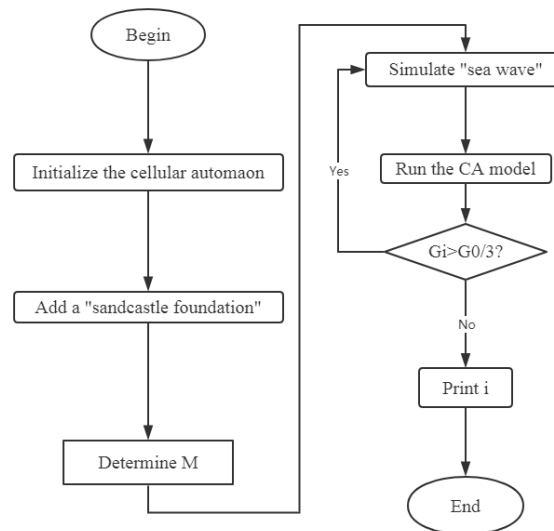 Begin
Initialize the cellular automaon
Add a "sandcastle foundation"
Determine M
Simulate "sea wave"
Yes
Run the CA model
Gi>G0/3?
No
Print i
End